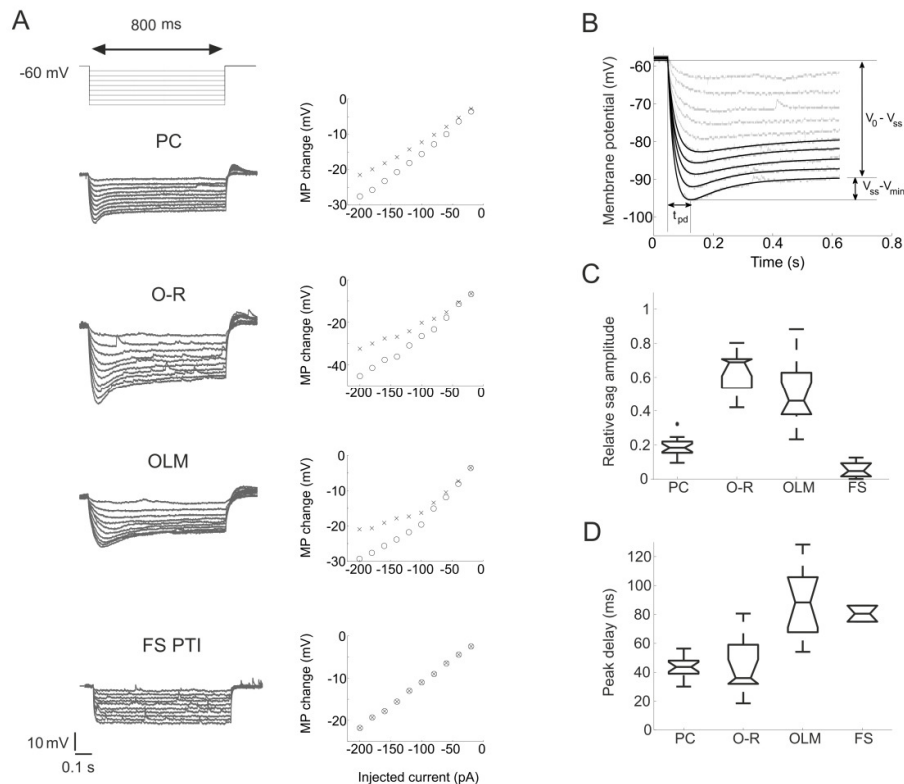 A
800 ms
-60 mV
PC
MP change (mV)
0
-10
-20
-30
-200 -150 -100 -50 0
O-R
MP change (mV)
0
-20
-40
-200 -150 -100 -50 0
OLM
MP change (mV)
0
-10
-20
-30
-200 -150 -100 -50 0
FS PTI
MP change (mV)
0
-10
-20
-200 -150 -100 -50 0
Injected current (pA)
10 mV
0.1 s
B
Membrane potential (mV)
-60
-70
-80
-90
-100
V0 - Vss
Vss-Vmin
tpd
0 0.2 0.4 0.6 0.8
Time (s)
C
Relative sag amplitude
1
0.8
0.6
0.4
0.2
0
PC O-R OLM FS
D
Peak delay (ms)
120
100
80
60
40
20
0
PC O-R OLM FS